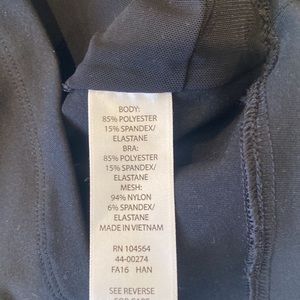 BODY:
85% POLYESTER
15% SPANDEX/
ELASTANE
BRA:
85% POLYESTER
15% SPANDEX/
ELASTANE
MESH:
94% NYLON
6% SPANDEX/
ELASTANE
MADE IN VIETNAM
RN 104564
44-00274
FA16 HAN
SEE REVERSE